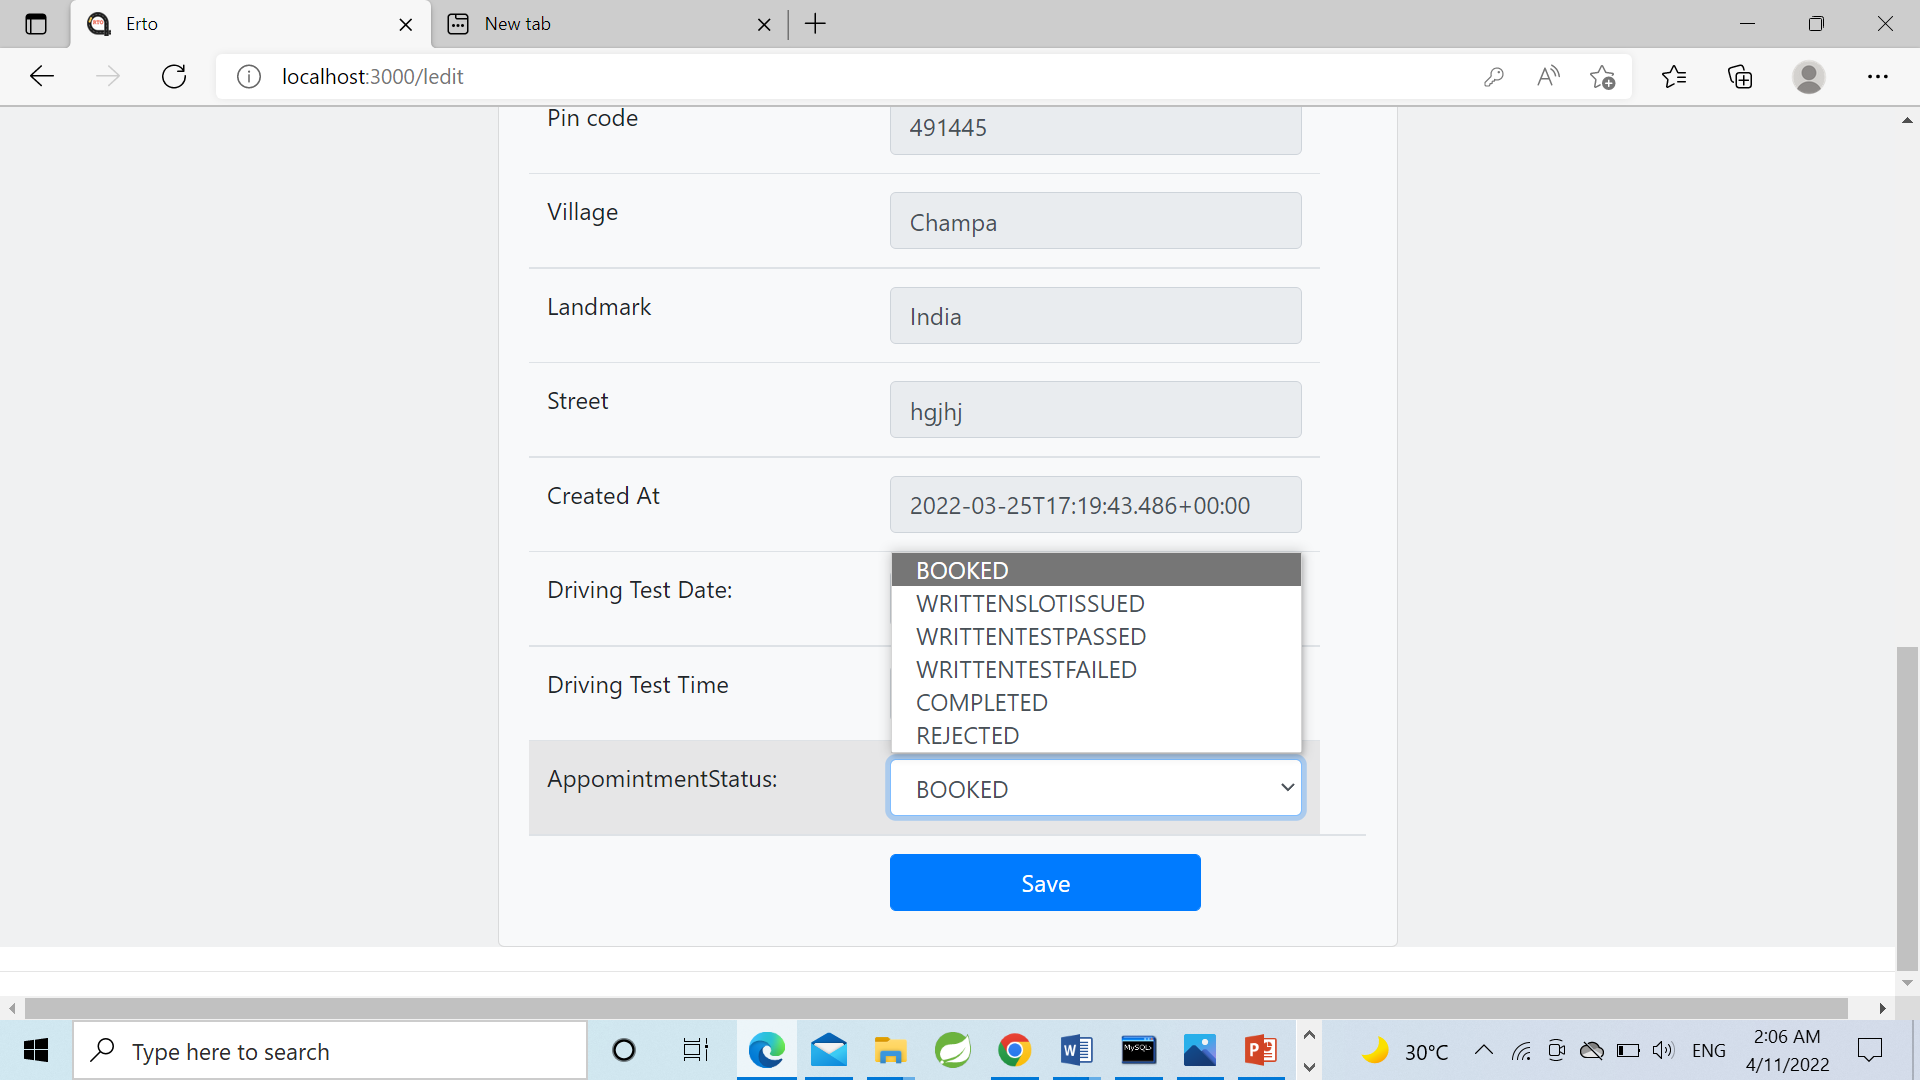 Erto
New tab
localhost:3000/ledit
Pin code
491445
Village
Champa
Landmark
India
Street
hgjhj
Created At
2022-03-25T17:19:43.486+00:00
Driving Test Date:
BOOKED
WRITTENSLOTISSUED
WRITTENTESTPASSED
WRITTENTESTFAILED
COMPLETED
REJECTED
Driving Test Time
AppomintmentStatus:
BOOKED
Save
Type here to search
MySQL
30°C
ENG
2:06 AM
4/11/2022